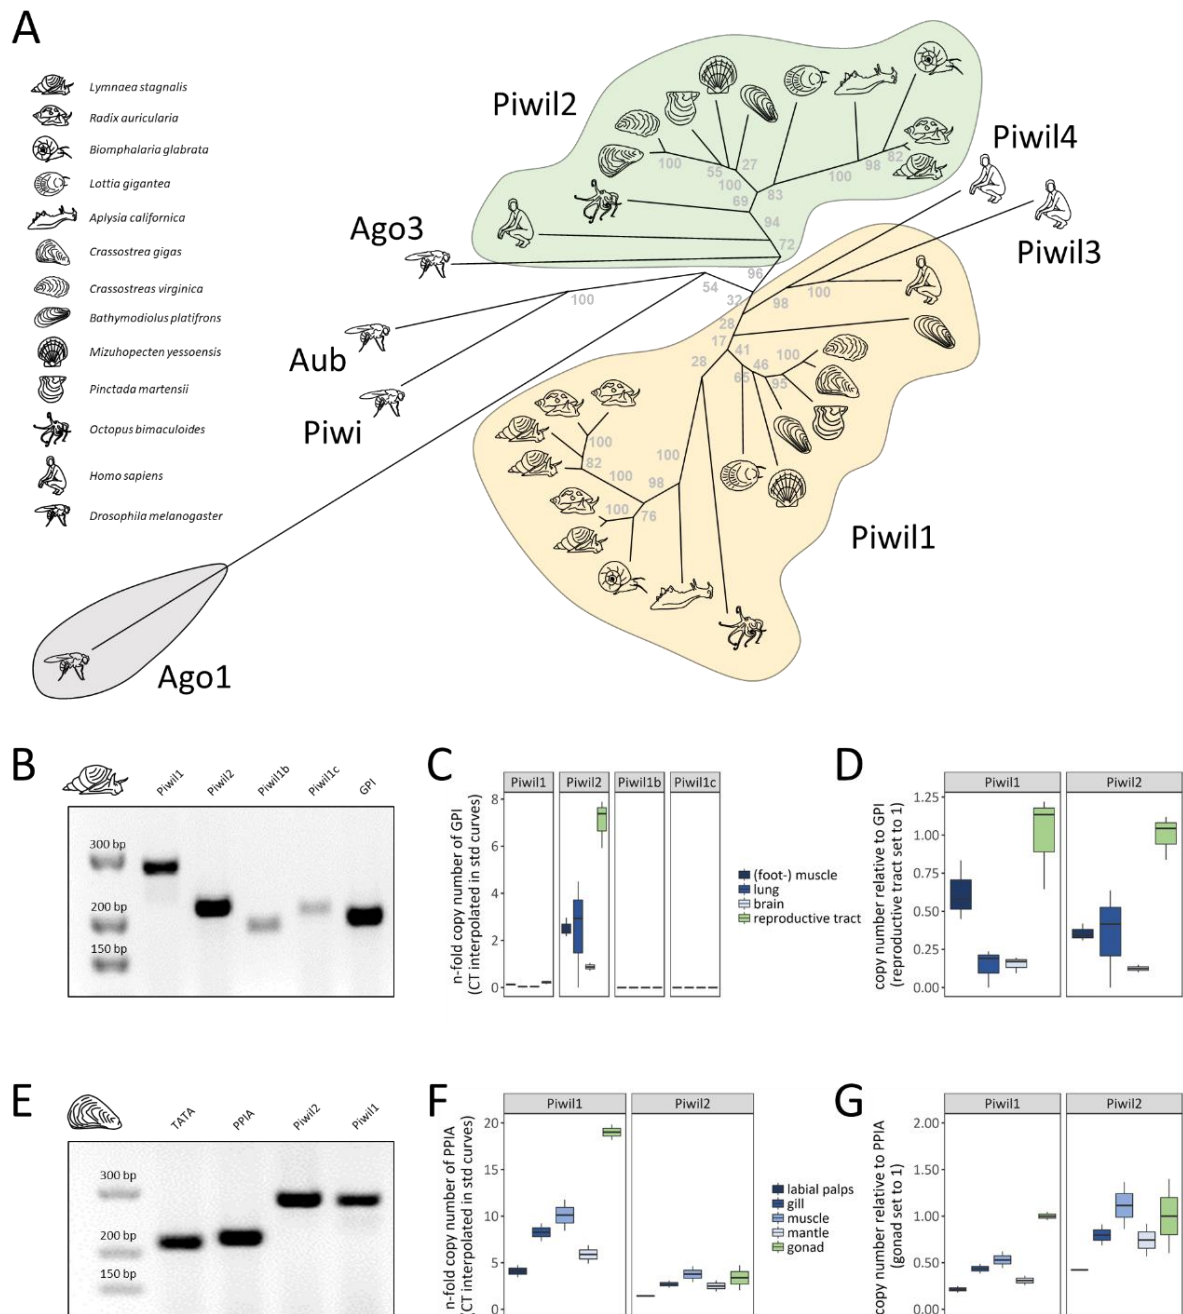 A
Lymnaea stagnalis
Radix auricularia
Biomphalaria glabrata
Lottia gigantea
Aplysia californica
Crassostrea gigas
Crassostreas virginica
Bathymodiolus platifrons
Mizuhopecten yessoensis
Pinctada martensii
Octopus bimaculoides
Homo sapiens
Drosophila melanogaster
Piwil2
Piwil4
Piwil3
Ago3
Aub
Piwi
Piwil1
Ago1
100
55
27
100
69
83
100
98
82
94
72
96
54
100
32
98
100
28
17
41
28
65
46
100
95
100
82
100
98
100
100
76
B
Piwil1
Piwil2
Piwil1b
Piwil1c
GPI
300 bp
200 bp
150 bp
C
Piwil1
Piwil2
Piwil1b
Piwil1c
n-fold copy number of GPI
(CT interpolated in std curves)
8
6
4
2
0
(foot-) muscle
lung
brain
reproductive tract
D
Piwil1
Piwil2
copy number relative to GPI
(reproductive tract set to 1)
1.25
1.00
0.75
0.50
0.25
0.00
E
TATA
PPIA
Piwil2
Piwil1
300 bp
200 bp
150 bp
F
Piwil1
Piwil2
n-fold copy number of PPIA
(CT interpolated in std curves)
20
15
10
5
0
labial palps
gill
muscle
mantle
gonad
G
Piwil1
Piwil2
copy number relative to PPIA
(gonad set to 1)
2.00
1.50
1.00
0.50
0.00